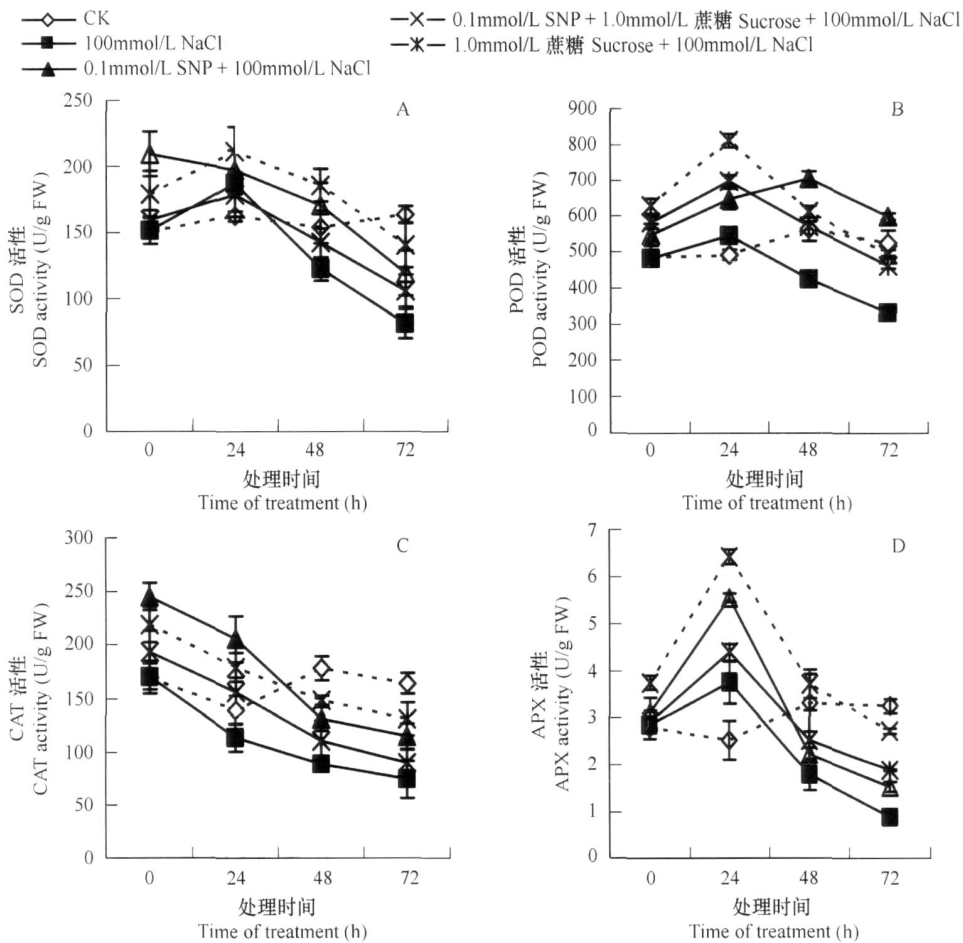 CK
100mmol/L NaCl
0.1mmol/L SNP + 100mmol/L NaCl
0.1mmol/L SNP + 1.0mmol/L 蔗糖 Sucrose + 100mmol/L NaCl
1.0mmol/L 蔗糖 Sucrose + 100mmol/L NaCl
A
SOD 活性
SOD activity (U/g FW)
250
200
150
100
50
0
0 24 48 72
处理时间
Time of treatment (h)
B
POD 活性
POD activity (U/g FW)
900
800
700
600
500
400
300
200
100
0
0 24 48 72
处理时间
Time of treatment (h)
C
CAT 活性
CAT activity (U/g FW)
300
250
200
150
100
50
0
0 24 48 72
处理时间
Time of treatment (h)
D
APX 活性
APX activity (U/g FW)
7
6
5
4
3
2
1
0
0 24 48 72
处理时间
Time of treatment (h)